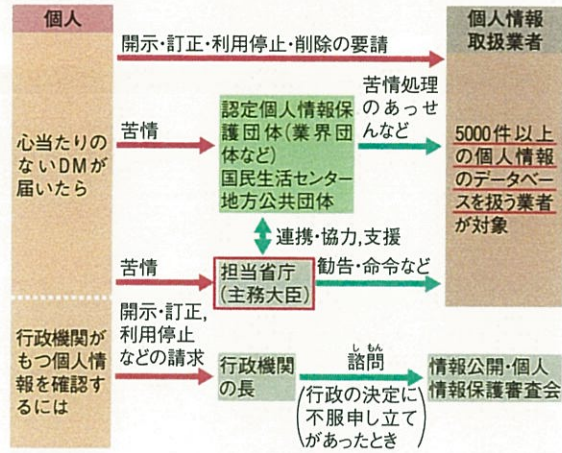 個人
個人情報
取扱業者
開示・訂正・利用停止・削除の要請
心当たりの
ないDMが
届いたら
苦情
認定個人情報保
護団体(業界団
体など)
国民生活センター
地方公共団体
苦情処理
のあっせ
んなど
5000件以上
の個人情報
のデータベー
スを扱う業者
が対象
連携・協力,支援
苦情
担当省庁
(主務大臣)
勧告・命令など
行政機関が
もつ個人情
報を確認す
るには
開示・訂正,
利用停止
などの請求
行政機関
の長
しもん
諮問
(行政の決定に
不服申し立て
があったとき)
情報公開・個人
情報保護審査会